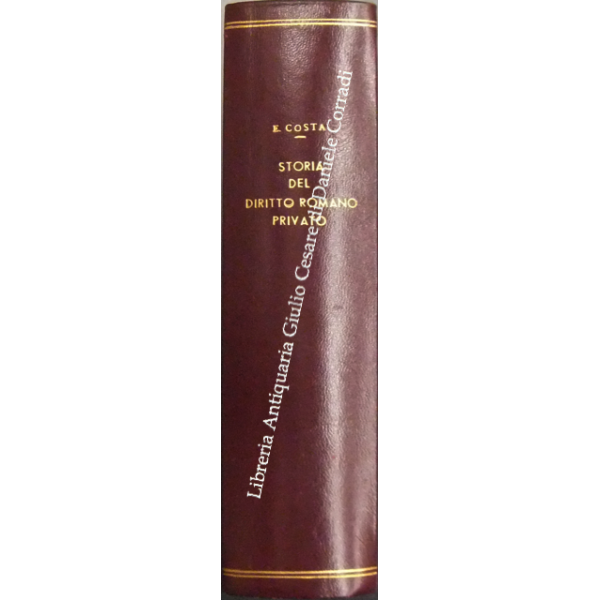 E. COSTA
STORIA
DEL
DIRITTO ROMANO
PRIVATO
Libreria Antiquaria Giulio Cesare di Daniele Corradi